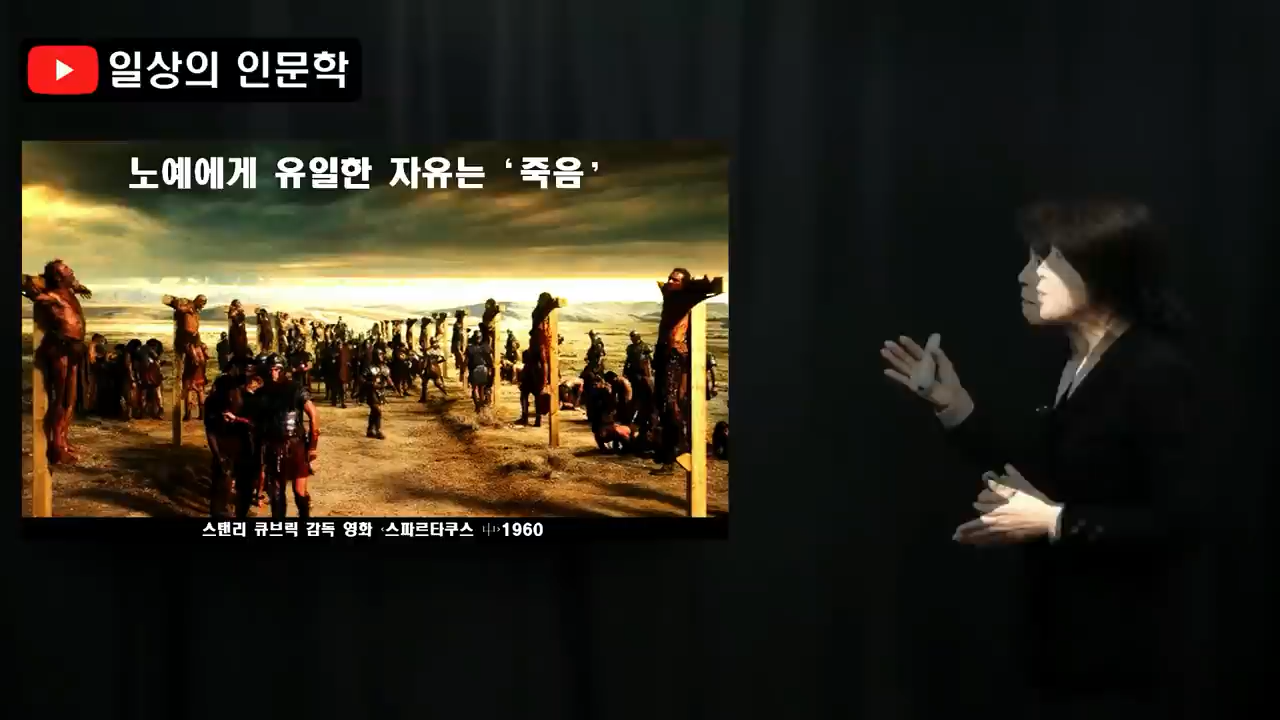 일상의 인문학
노예에게 유일한 자유는 ‘죽음’
스탠리 큐브릭 감독 영화 <스파르타쿠스 中>1960